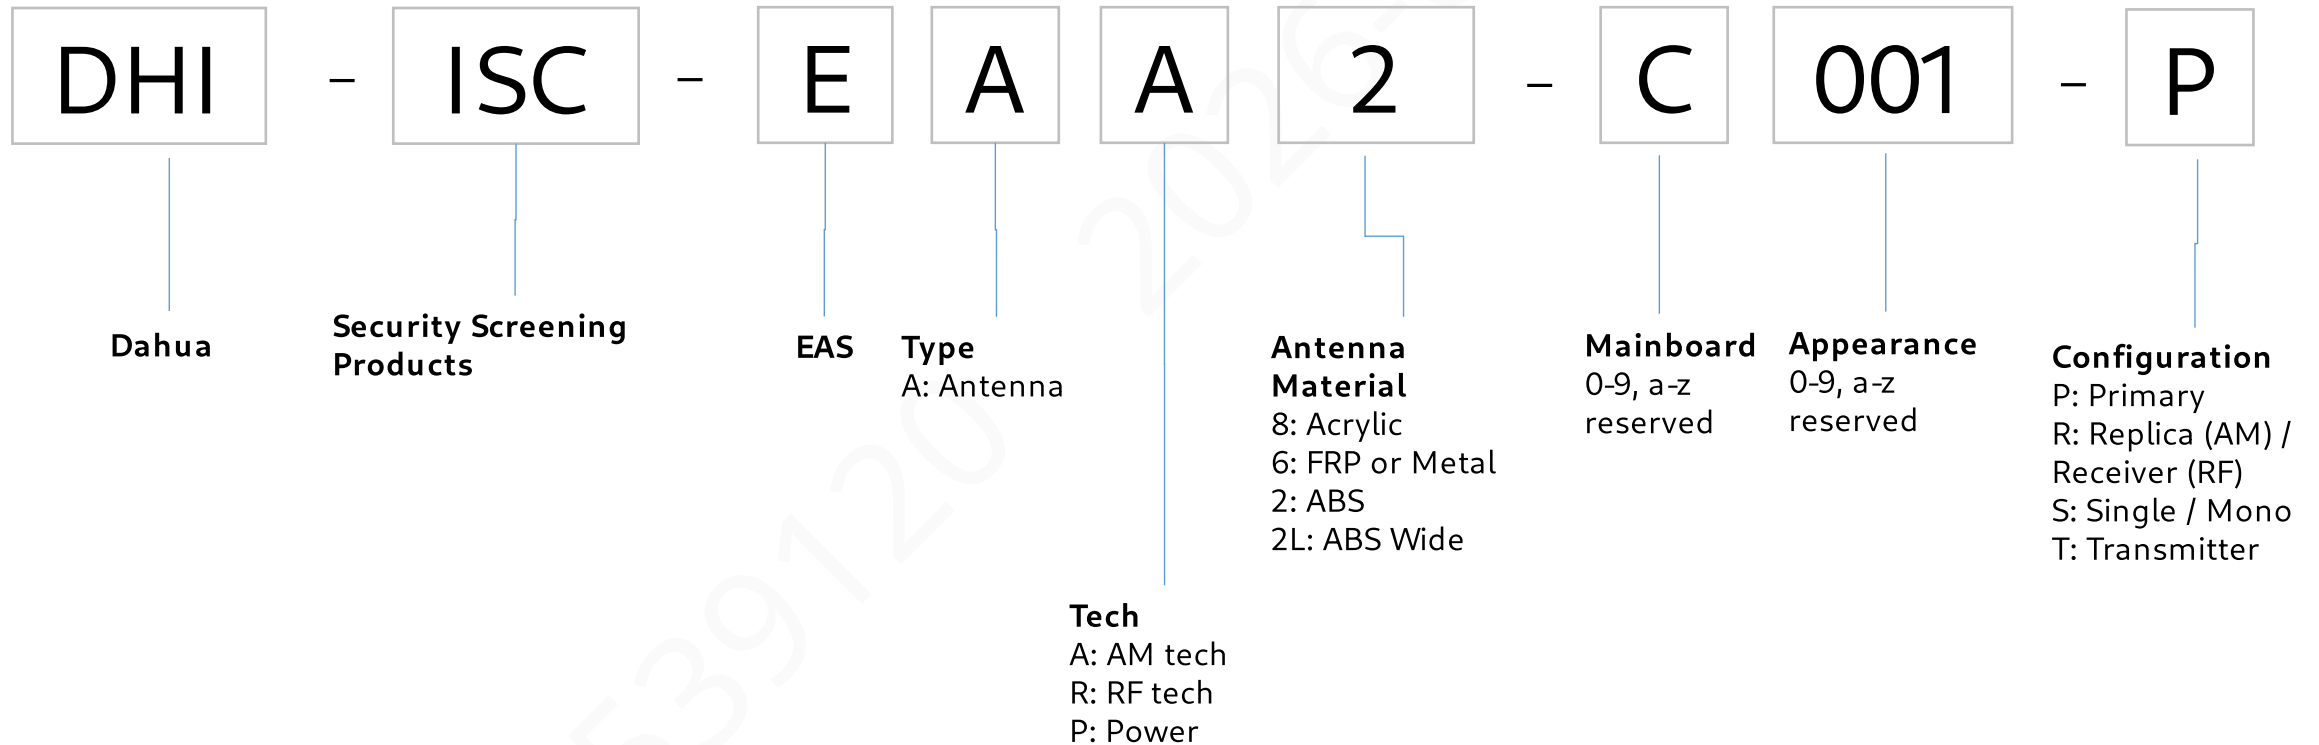 DHI - ISC - E A A 2 - C 001 - P
Dahua
Security Screening
Products
EAS
Type
A: Antenna
Tech
A: AM tech
R: RF tech
P: Power
Antenna
Material
8: Acrylic
6: FRP or Metal
2: ABS
2L: ABS Wide
Mainboard
0-9, a-z
reserved
Appearance
0-9, a-z
reserved
Configuration
P: Primary
R: Replica (AM) /
Receiver (RF)
S: Single / Mono
T: Transmitter